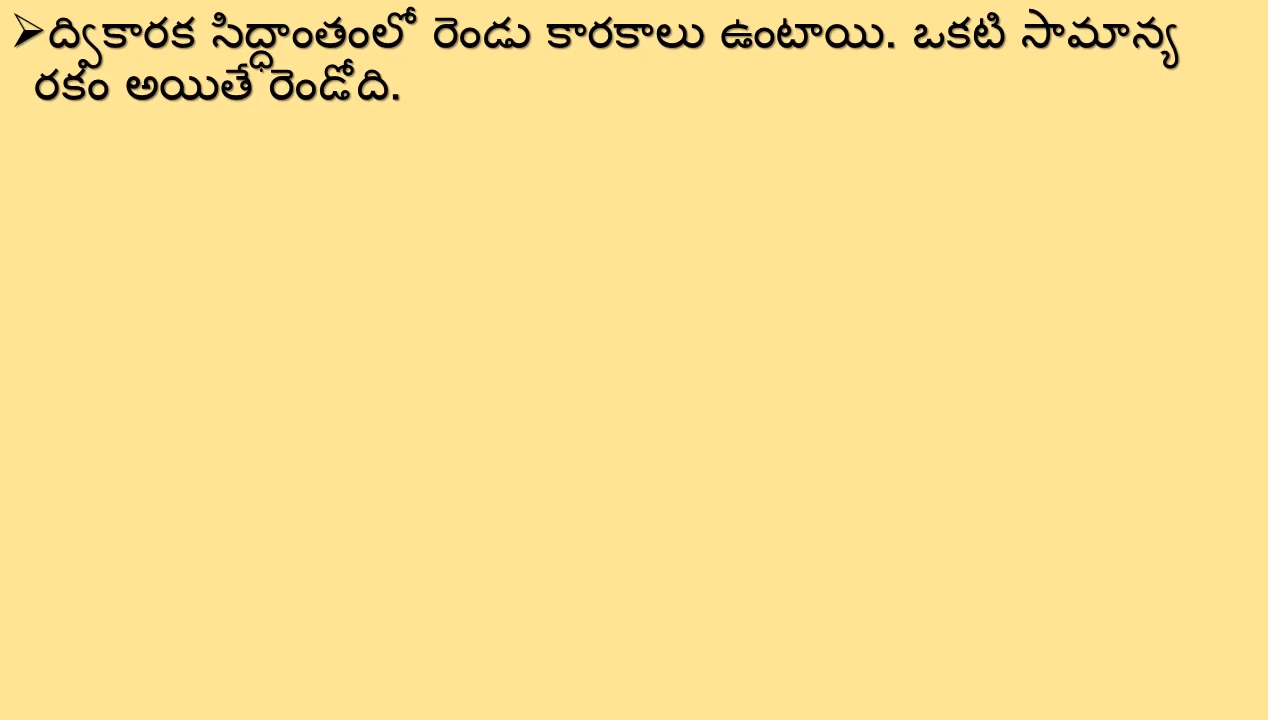 ➢ద్వికారక సిద్ధాంతంలో రెండు కారకాలు ఉంటాయి. ఒకటి సామాన్య
రకం అయితే రెండోది.